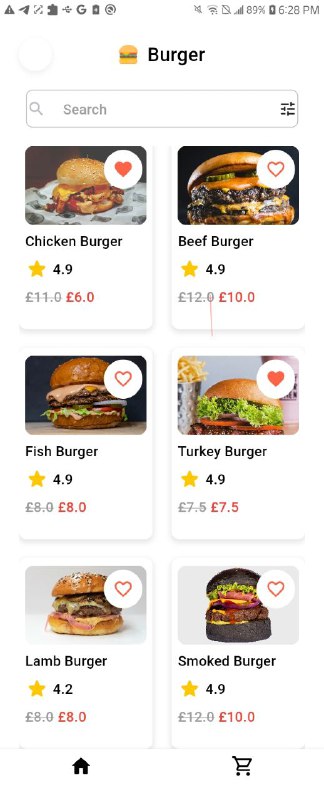 89% 6:28 PM
🍔 Burger
Search
Chicken Burger
4.9
£11.0 £6.0
Beef Burger
4.9
£12.0 £10.0
Fish Burger
4.9
£8.0 £8.0
Turkey Burger
4.9
£7.5 £7.5
Lamb Burger
4.2
£8.0 £8.0
Smoked Burger
4.9
£12.0 £10.0